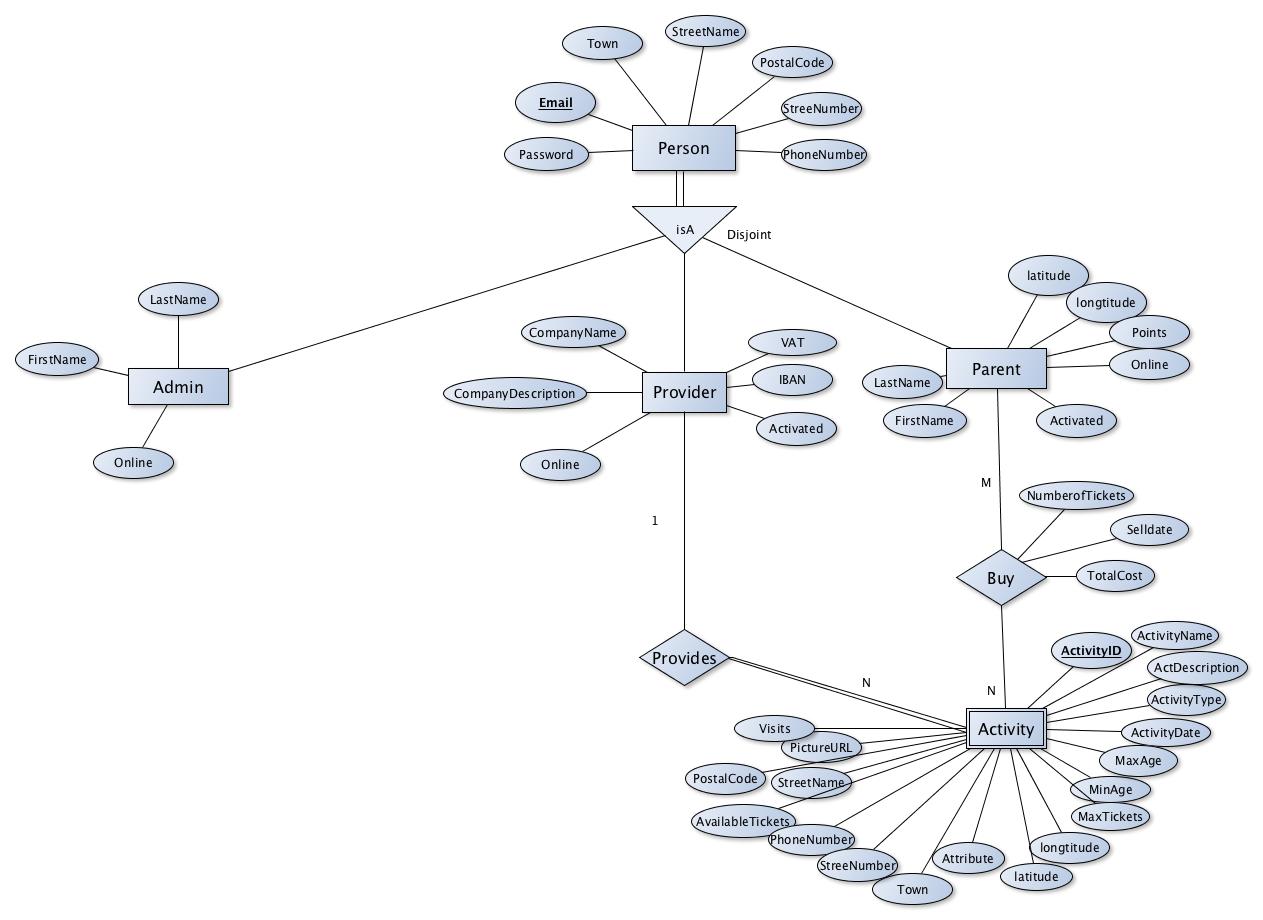 StreetName
Town
PostalCode
Email
StreeNumber
Person
Password
PhoneNumber
isA
Disjoint
latitude
LastName
longtitude
CompanyName
Points
VAT
FirstName
Online
Parent
IBAN
LastName
Admin
Provider
CompanyDescription
FirstName
Activated
Activated
Online
Online
M
NumberofTickets
1
Selldate
TotalCost
Buy
ActivityName
ActivityID
Provides
ActDescription
N
N
ActivityType
Visits
Activity
ActivityDate
PictureURL
MaxAge
PostalCode
StreetName
MinAge
MaxTickets
AvailableTickets
PhoneNumber
longtitude
Attribute
StreeNumber
latitude
Town